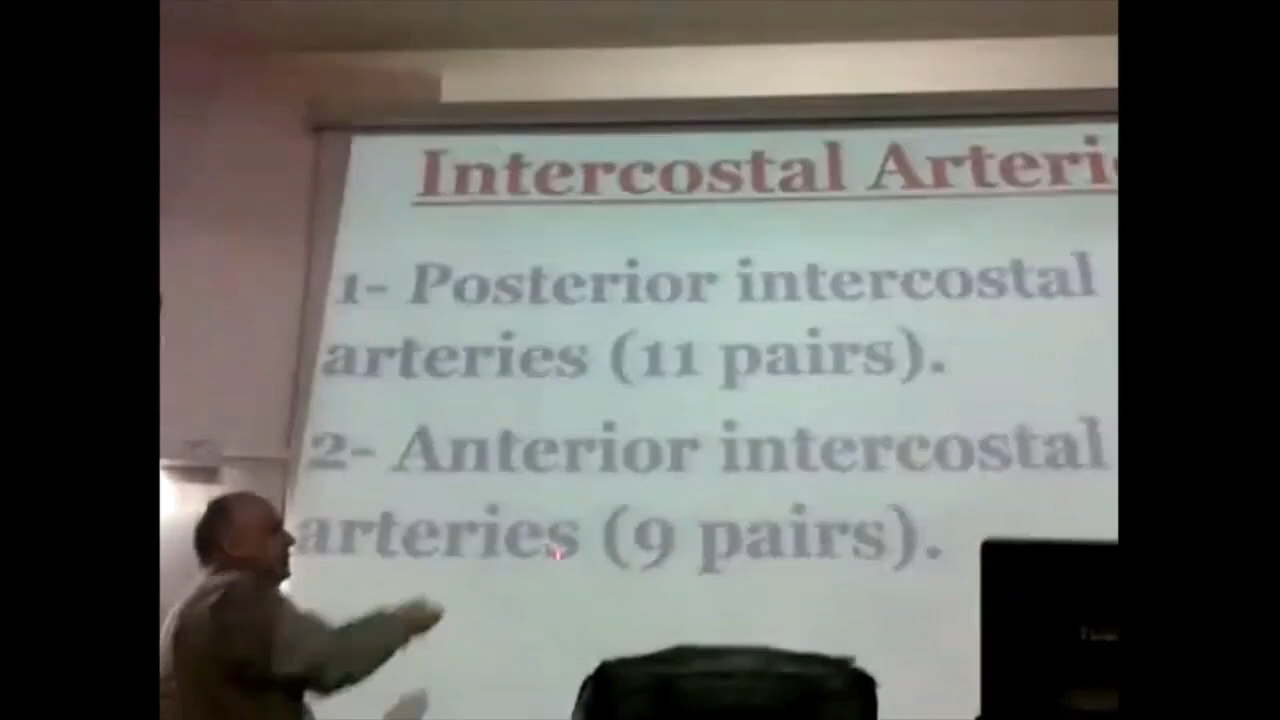 Intercostal Arteri
1- Posterior intercostal
arteries (11 pairs).
2- Anterior intercostal
arteries (9 pairs).